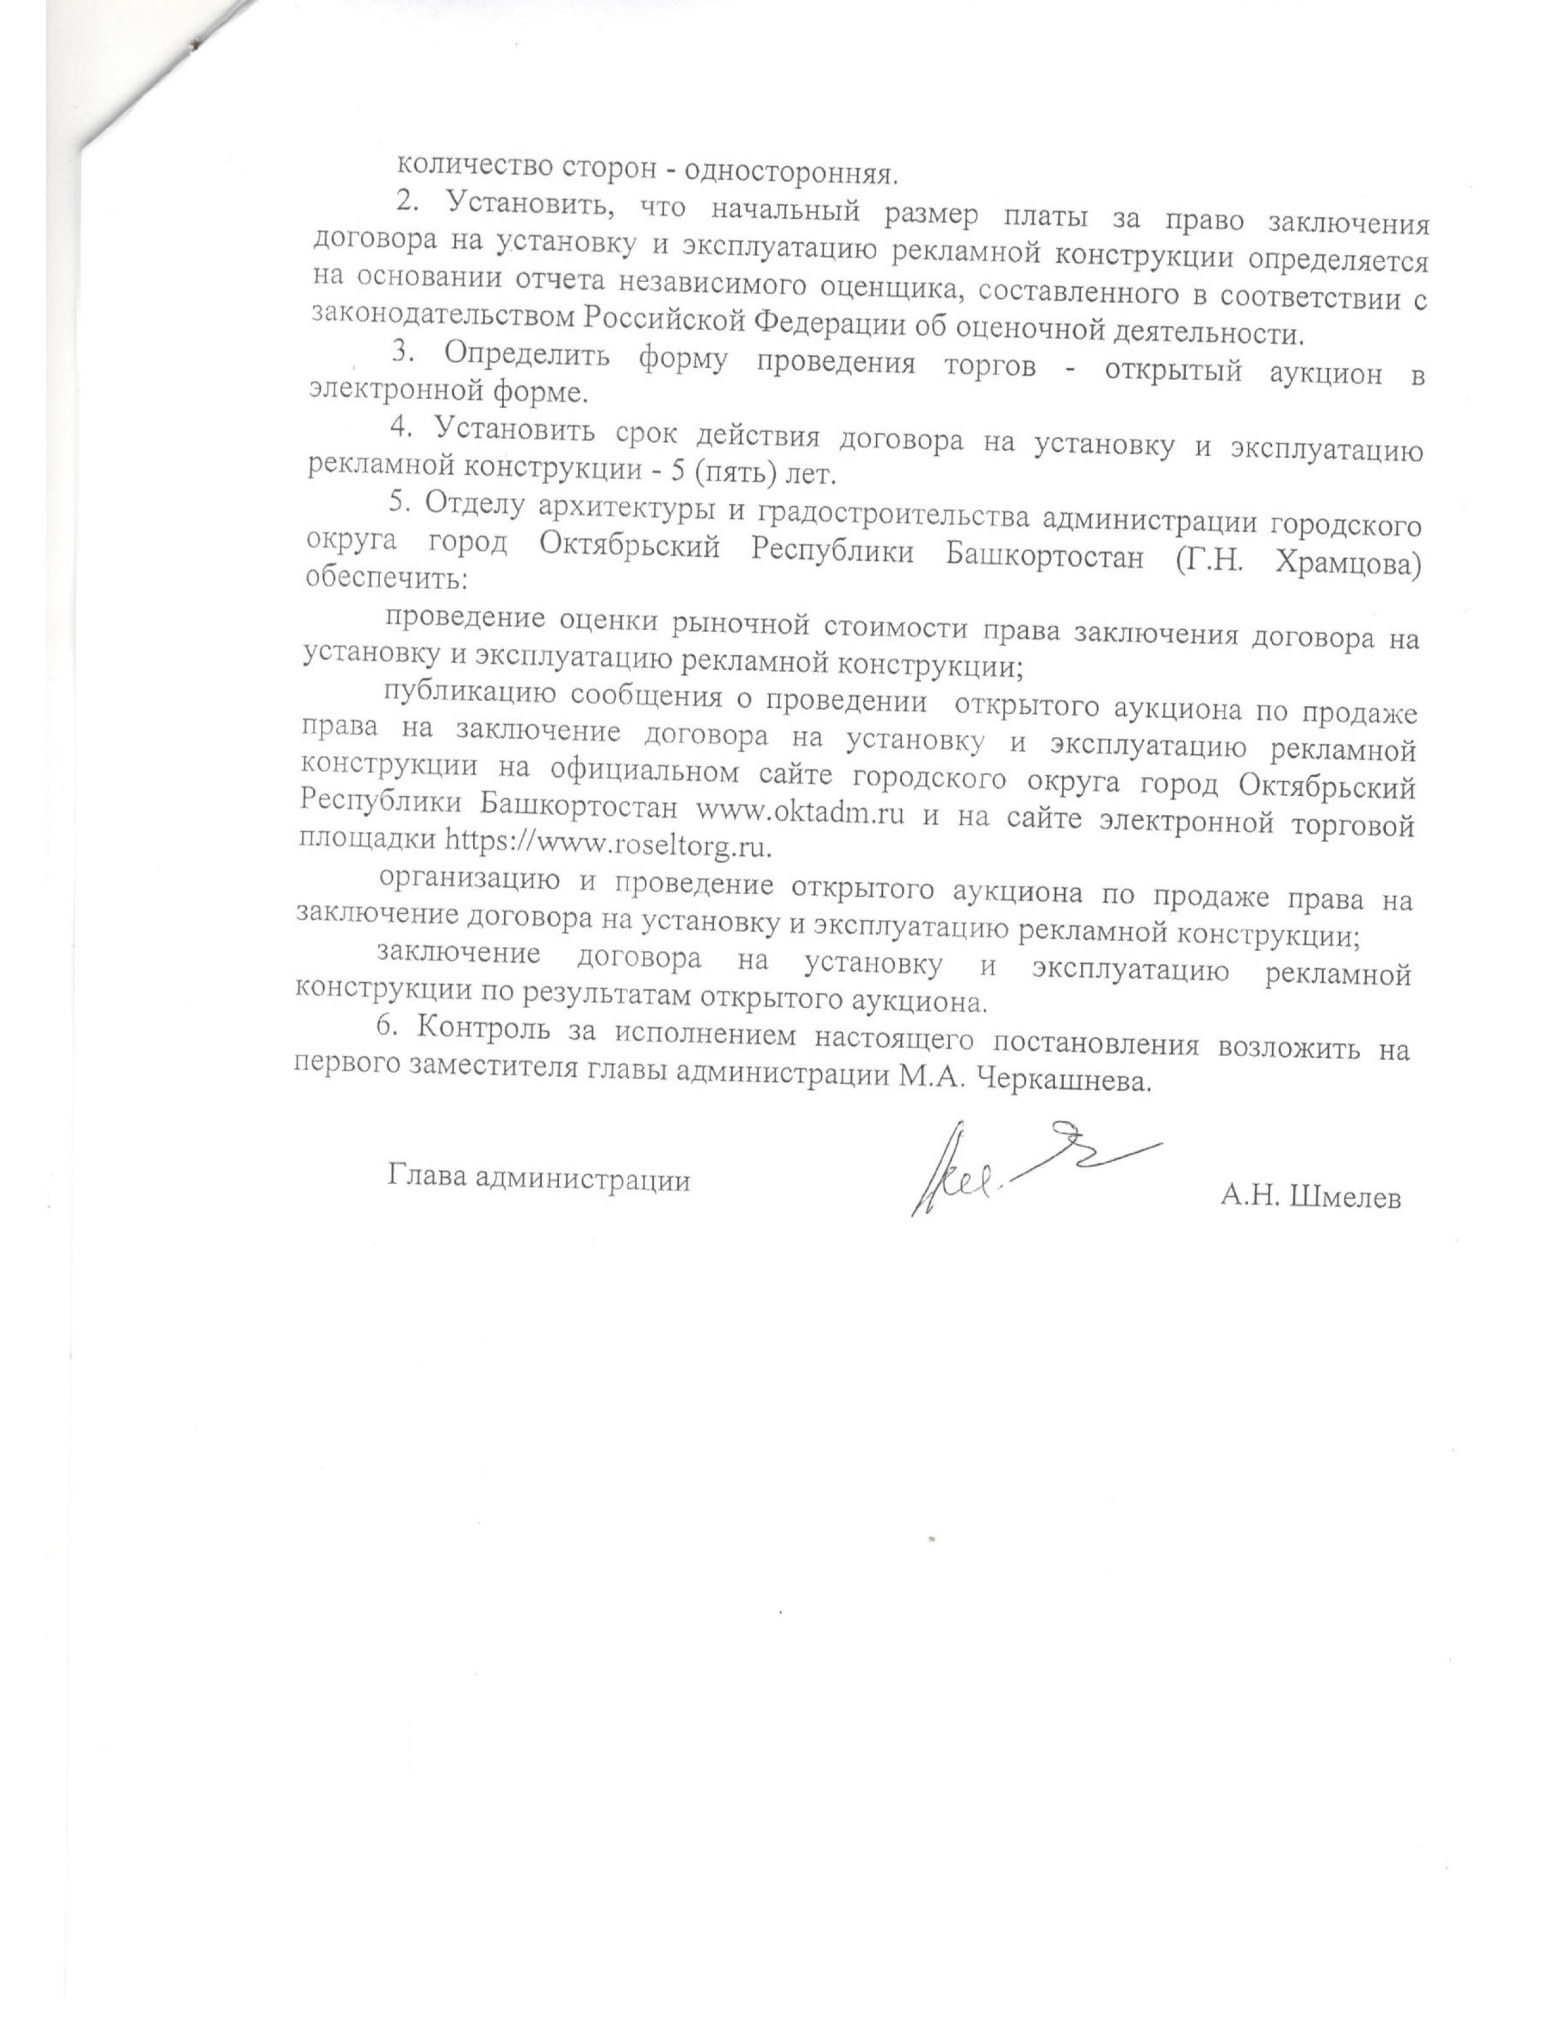 количество сторон - односторонняя.
2. Установить, что начальный размер платы за право заключения
договора на установку и эксплуатацию рекламной конструкции определяется
на основании отчета независимого оценщика, составленного в соответствии с
законодательством Российской Федерации об оценочной деятельности.
3. Определить форму проведения торгов - открытый аукцион в
электронной форме.
4. Установить срок действия договора на установку и эксплуатацию
рекламной конструкции - 5 (пять) лет.
5. Отделу архитектуры и градостроительства администрации городского
округа город Октябрьский Республики Башкортостан (Г.Н. Храмцова)
обеспечить:
проведение оценки рыночной стоимости права заключения договора на
установку и эксплуатацию рекламной конструкции;
публикацию сообщения о проведении открытого аукциона по продаже
права на заключение договора на установку и эксплуатацию рекламной
конструкции на официальном сайте городского округа город Октябрьский
Республики Башкортостан www.oktadm.ru и на сайте электронной торговой
площадки https://www.roseltorg.ru.
организацию и проведение открытого аукциона по продаже права на
заключение договора на установку и эксплуатацию рекламной конструкции;
заключение договора на установку и эксплуатацию рекламной
конструкции по результатам открытого аукциона.
6. Контроль за исполнением настоящего постановления возложить на
первого заместителя главы администрации М.А. Черкашнева.
Глава администрации
А.Н. Шмелев